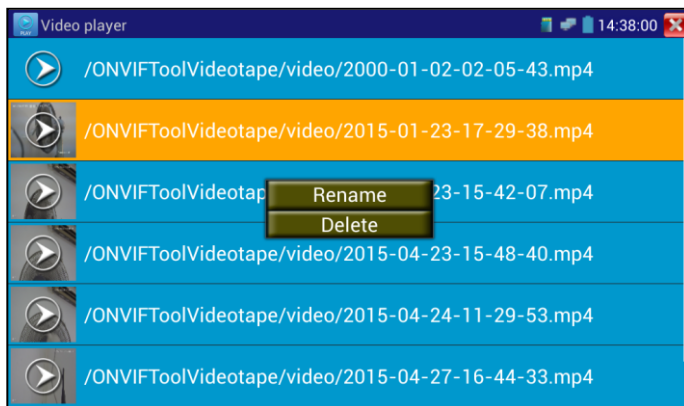 Video player
14:38:00
/ONVIFToolVideotape/video/2000-01-02-02-05-43.mp4
/ONVIFToolVideotape/video/2015-01-23-17-29-38.mp4
/ONVIFToolVideotap 23-15-42-07.mp4
Rename
Delete
/ONVIFToolVideotape/video/2015-04-23-15-48-40.mp4
/ONVIFToolVideotape/video/2015-04-24-11-29-53.mp4
/ONVIFToolVideotape/video/2015-04-27-16-44-33.mp4